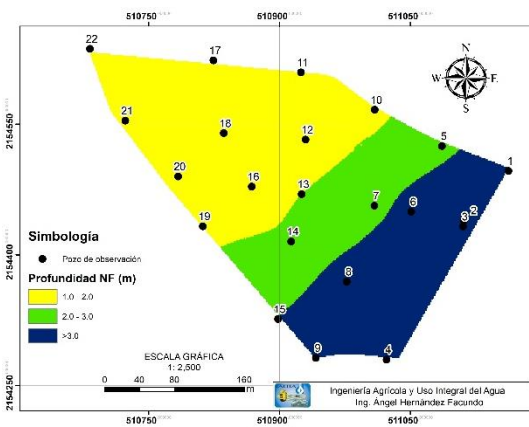 510750 510900 511050
22
17
11
N
W E
S
10
2154550
21
18
12
5
1
20
16
13
7
6
3 2
19
14
2154400
Simbología
Pozo de observación
Profundidad NF (m)
1.0 - 2.0
2.0 - 3.0
>3.0
8
15
9
4
ESCALA GRÁFICA
1: 2,500
0 40 80 160
m
Ingeniería Agrícola y Uso Integral del Agua
Ing. Ángel Hernández Facundo
2154250
510750 510900 511050